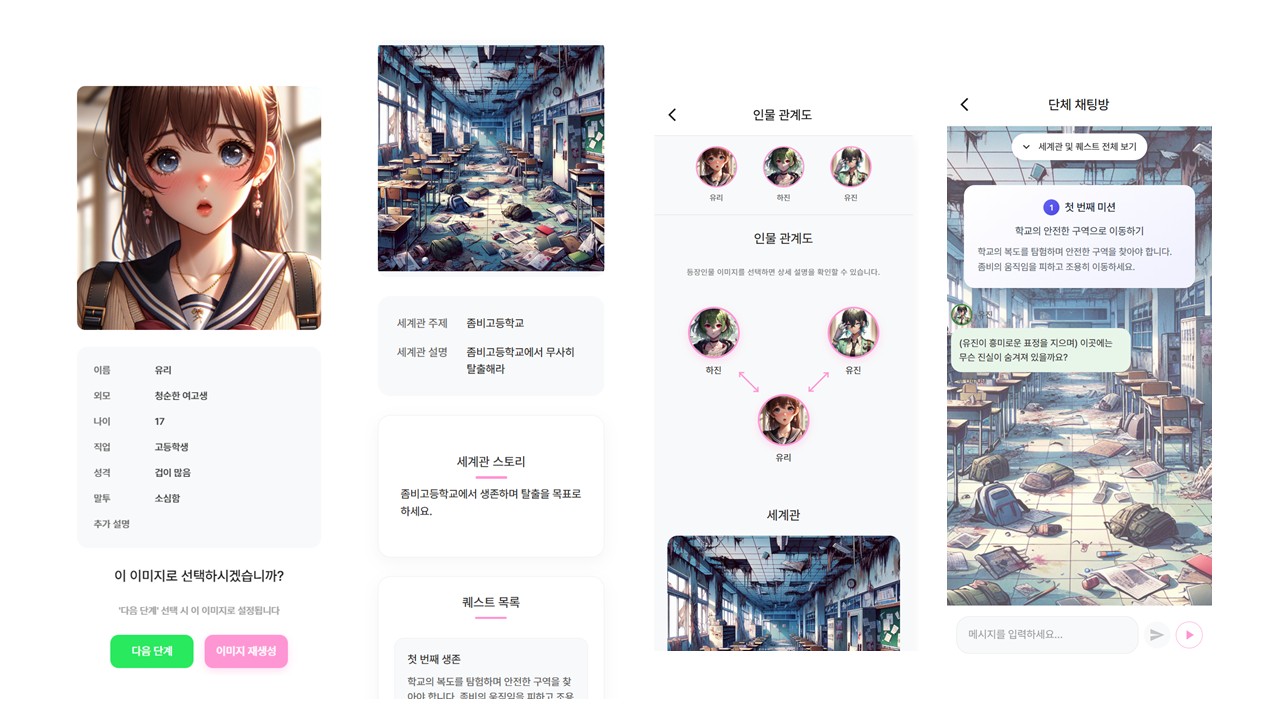 이름 유리
외모 청순한 여고생
나이 17
직업 고등학생
성격 겁이 많음
말투 소심함
추가 설명
이 이미지로 선택하시겠습니까?
'다음 단계' 선택 시 이 이미지로 설정됩니다
다음 단계
이미지 재생성
세계관 주제 좀비고등학교
세계관 설명 좀비고등학교에서 무사히
탈출해라
세계관 스토리
좀비고등학교에서 생존하며 탈출을 목표로
하세요.
퀘스트 목록
첫 번째 생존
학교의 복도를 탐험하며 안전한 구역을 찾
아야 합니다. 좀비의 움직임을 피하고 조용
인물 관계도
유리
하진
유진
인물 관계도
등장인물 이미지를 선택하면 상세 설명을 확인할 수 있습니다.
하진
유진
유리
세계관
단체 채팅방
세계관 및 퀘스트 전체 보기
1 첫 번째 미션
학교의 안전한 구역으로 이동하기
학교의 복도를 탐험하며 안전한 구역을 찾아야 합니다.
좀비의 움직임을 피하고 조용히 이동하세요.
유진
(유진이 흥미로운 표정을 지으며) 이곳에는
무슨 진실이 숨겨져 있을까요?
메시지를 입력하세요...